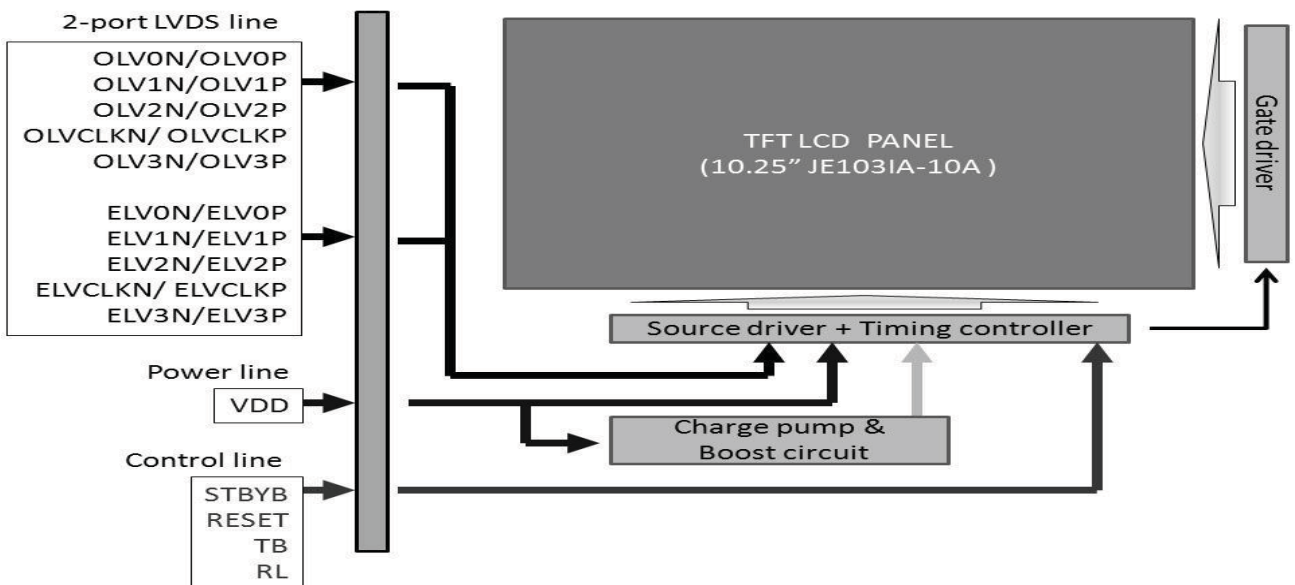 2-port LVDS line
OLV0N/OLV0P
OLV1N/OLV1P
OLV2N/OLV2P
OLVCLKN/ OLVCLKP
OLV3N/OLV3P
ELV0N/ELV0P
ELV1N/ELV1P
ELV2N/ELV2P
ELVCLKN/ ELVCLKP
ELV3N/ELV3P
Power line
VDD
Control line
STBYB
RESET
TB
RL
TFT LCD PANEL
(10.25” JE103IA-10A )
Gate driver
Source driver + Timing controller
Charge pump &
Boost circuit